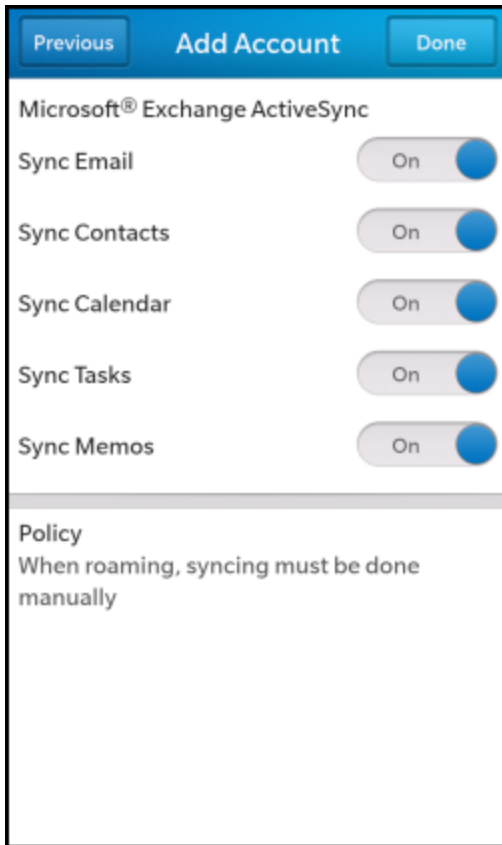 Previous
Add Account
Done
Microsoft® Exchange ActiveSync
Sync Email
On
Sync Contacts
On
Sync Calendar
On
Sync Tasks
On
Sync Memos
On
Policy
When roaming, syncing must be done
manually